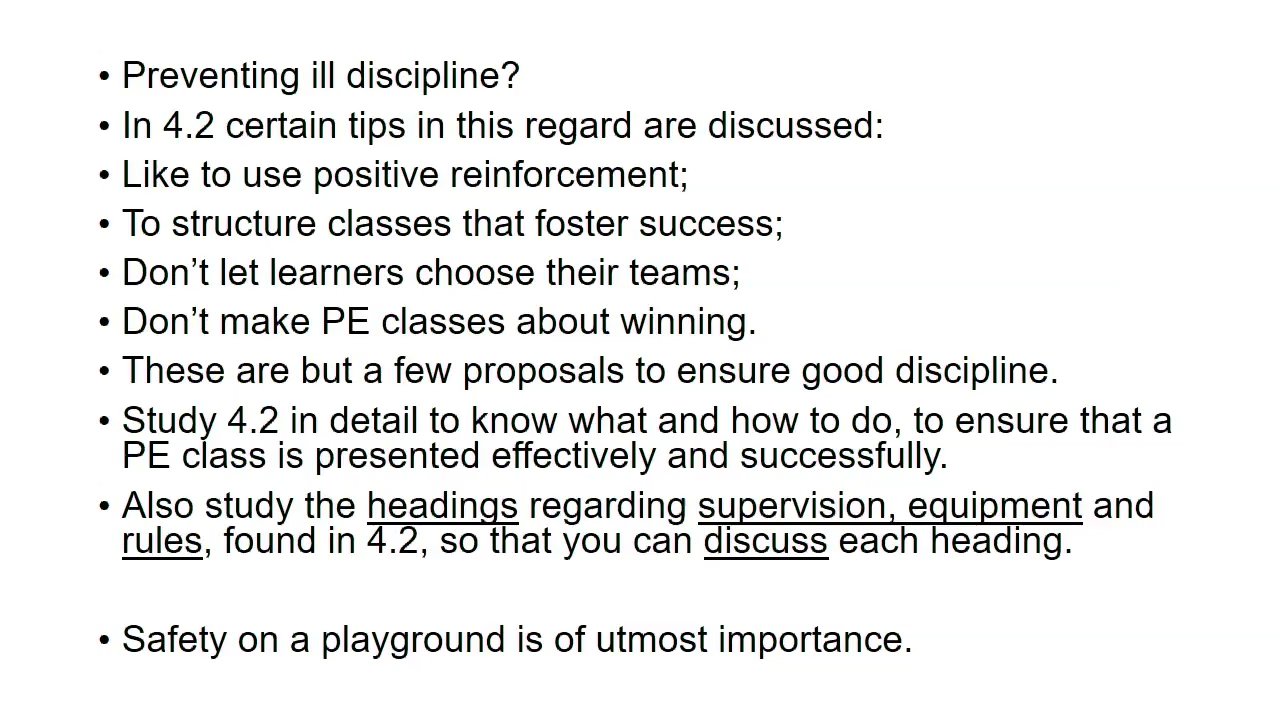 • Preventing ill discipline?
• In 4.2 certain tips in this regard are discussed:
• Like to use positive reinforcement;
• To structure classes that foster success;
• Don’t let learners choose their teams;
• Don’t make PE classes about winning.
• These are but a few proposals to ensure good discipline.
• Study 4.2 in detail to know what and how to do, to ensure that a
PE class is presented effectively and successfully.
• Also study the headings regarding supervision, equipment and
rules, found in 4.2, so that you can discuss each heading.
• Safety on a playground is of utmost importance.